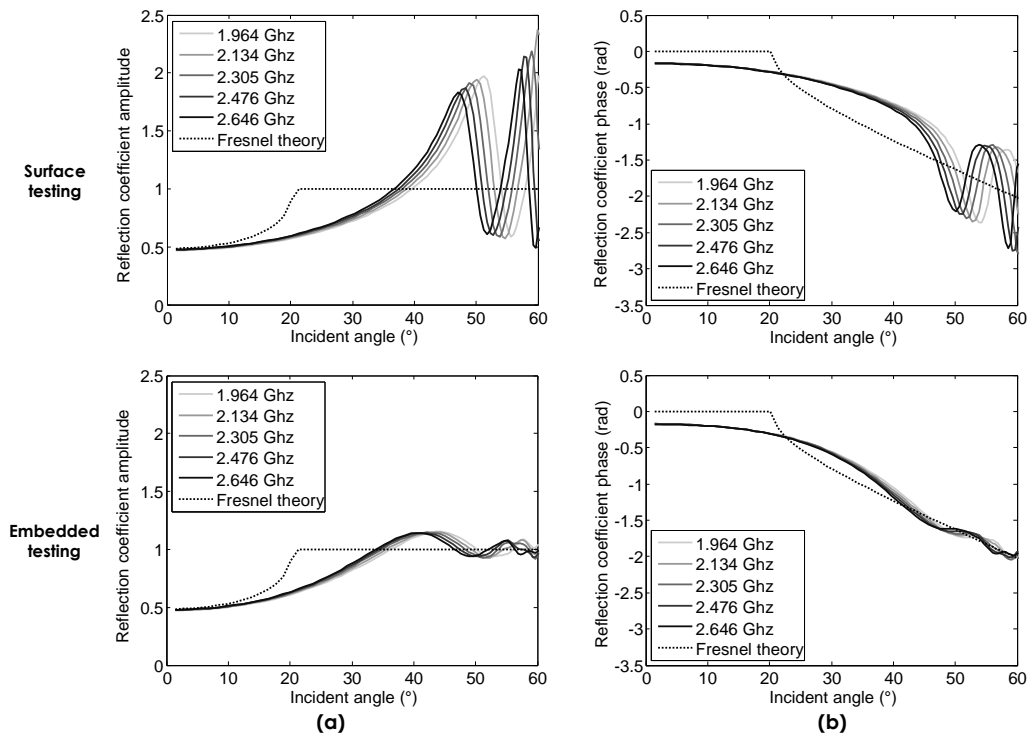 Surface
testing
Reflection coefficient amplitude
2.5
2
1.5
1
0.5
0
1.964 Ghz
2.134 Ghz
2.305 Ghz
2.476 Ghz
2.646 Ghz
Fresnel theory
0 10 20 30 40 50 60
Incident angle (°)
Reflection coefficient phase (rad)
0.5
0
-0.5
-1
-1.5
-2
-2.5
-3
-3.5
1.964 Ghz
2.134 Ghz
2.305 Ghz
2.476 Ghz
2.646 Ghz
Fresnel theory
0 10 20 30 40 50 60
Incident angle (°)
Embedded
testing
Reflection coefficient amplitude
2.5
2
1.5
1
0.5
0
1.964 Ghz
2.134 Ghz
2.305 Ghz
2.476 Ghz
2.646 Ghz
Fresnel theory
0 10 20 30 40 50 60
Incident angle (°)
(a)
Reflection coefficient phase (rad)
0.5
0
-0.5
-1
-1.5
-2
-2.5
-3
-3.5
1.964 Ghz
2.134 Ghz
2.305 Ghz
2.476 Ghz
2.646 Ghz
Fresnel theory
0 10 20 30 40 50 60
Incident angle (°)
(b)